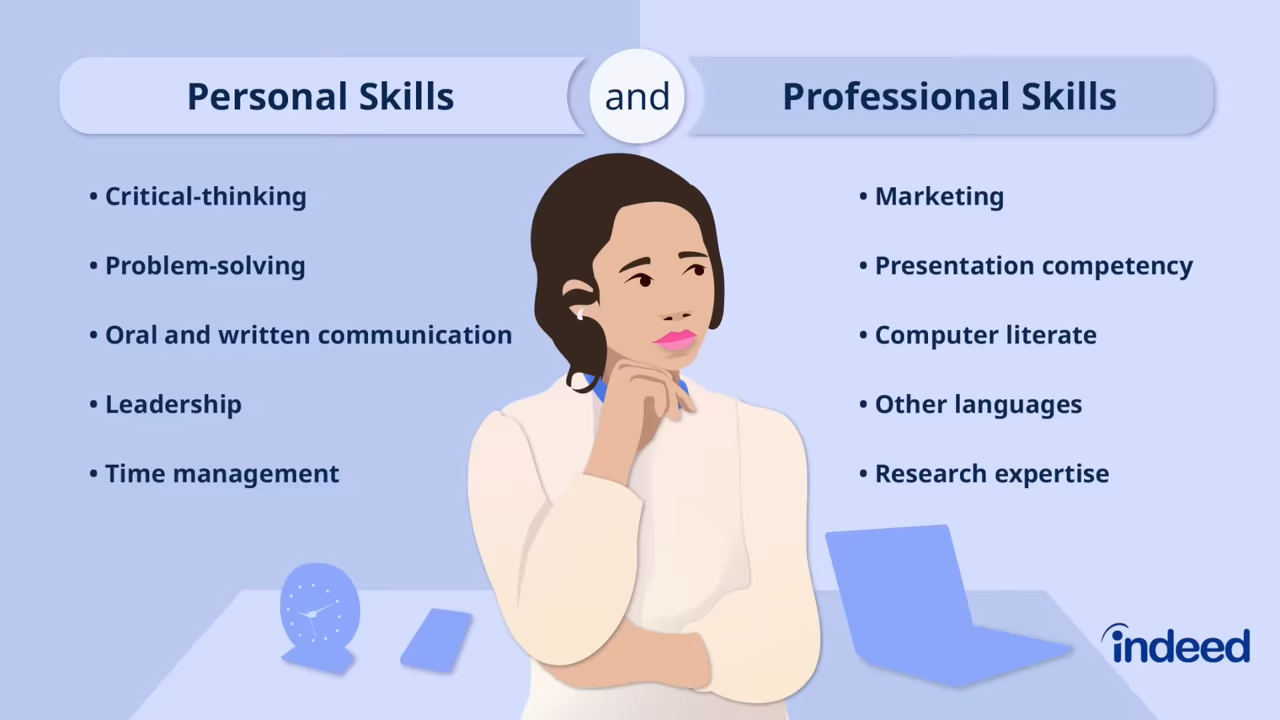 Personal Skills and Professional Skills
• Critical-thinking
• Problem-solving
• Oral and written communication
• Leadership
• Time management
• Marketing
• Presentation competency
• Computer literate
• Other languages
• Research expertise
indeed